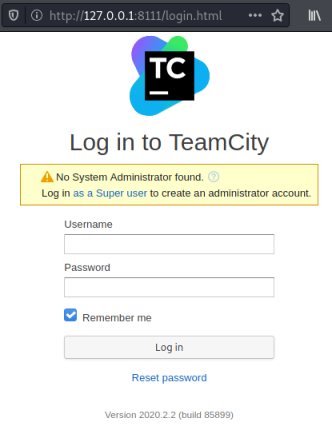 http://127.0.0.1:8111/login.html
TC
Log in to TeamCity
No System Administrator found.
Log in as a Super user to create an administrator account.
Username
Password
Remember me
Log in
Reset password
Version 2020.2.2 (build 85899)